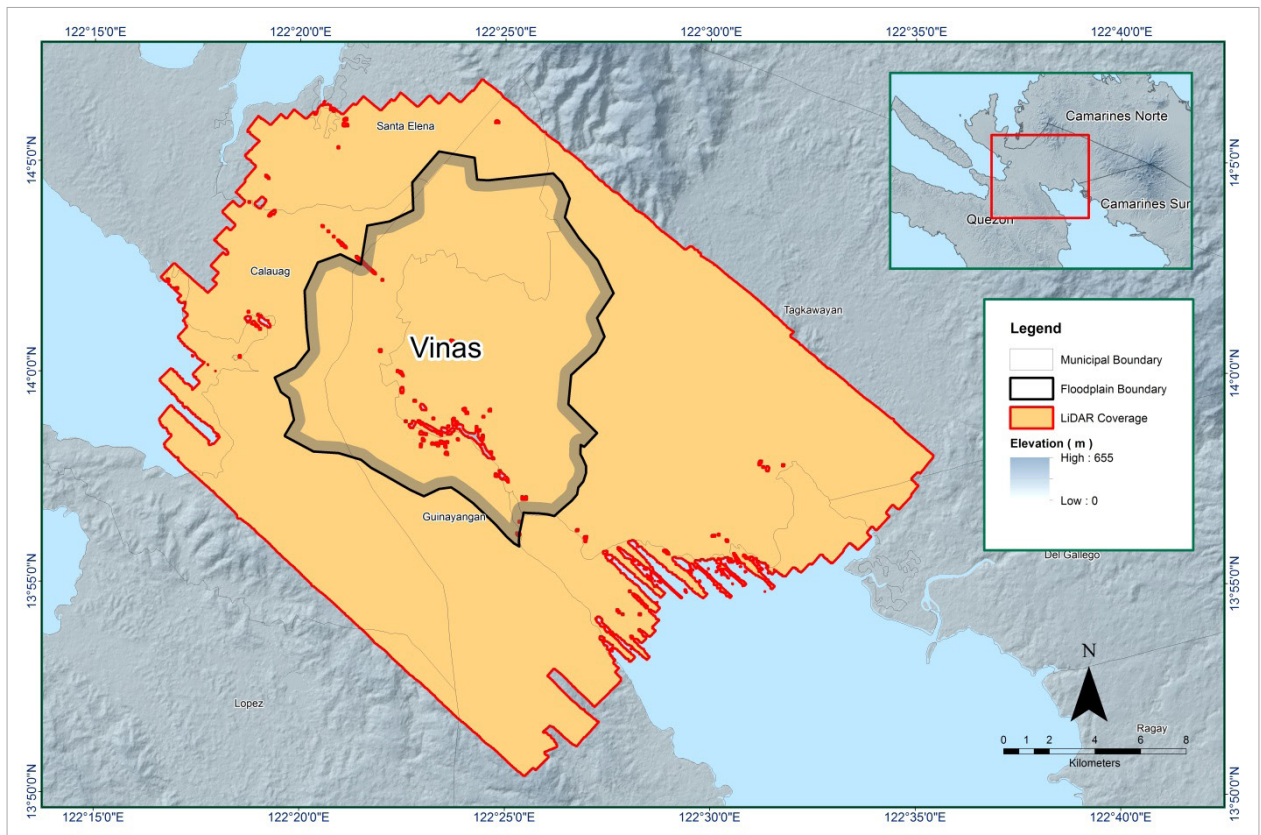 122°15'0"E 122°20'0"E 122°25'0"E 122°30'0"E 122°35'0"E 122°40'0"E
Camarines Norte
Camarines Sur
Quezon
Santa Elena
14°5'0"N 14°5'0"N
Calauag
Tagkawayan
Vinas
14°0'0"N 14°0'0"N
Legend
Municipal Boundary
Floodplain Boundary
LiDAR Coverage
Elevation ( m )
High : 655
Low : 0
Guinayangan
Del Gallego
13°55'0"N 13°55'0"N
N
Lopez
Ragay
0 1 2 4 6 8
Kilometers
13°50'0"N 13°50'0"N
122°15'0"E 122°20'0"E 122°25'0"E 122°30'0"E 122°35'0"E 122°40'0"E